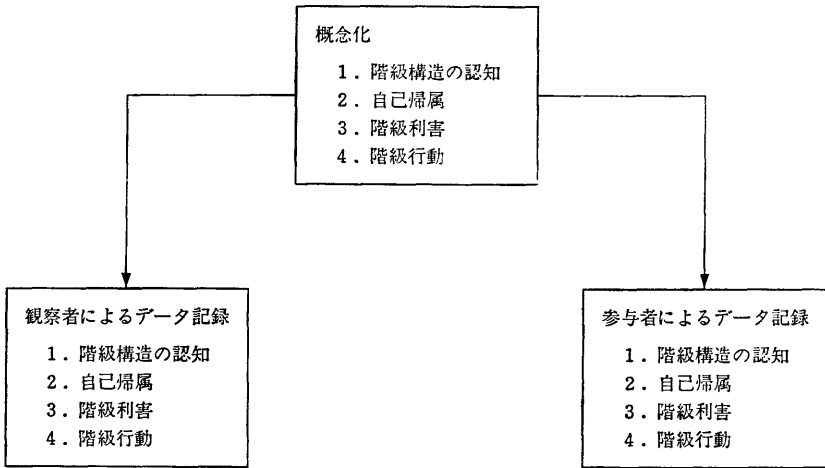 概念化
1．階級構造の認知
2．自己帰属
3．階級利害
4．階級行動
観察者によるデータ記録
1．階級構造の認知
2．自己帰属
3．階級利害
4．階級行動
参与者によるデータ記録
1．階級構造の認知
2．自己帰属
3．階級利害
4．階級行動